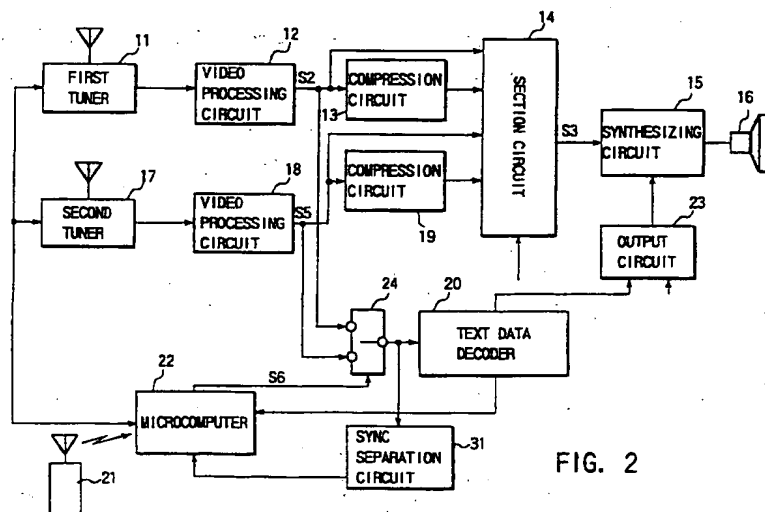 11
FIRST
TUNER
12
VIDEO
PROCESSING
CIRCUIT
S2
COMPRESSION
CIRCUIT
13
14
SECTION
CIRCUIT
S3
15
SYNTHESIZING
CIRCUIT
16
17
SECOND
TUNER
18
VIDEO
PROCESSING
CIRCUIT
S5
COMPRESSION
CIRCUIT
19
23
OUTPUT
CIRCUIT
24
20
TEXT DATA
DECODER
22
S6
MICROCOMPUTER
SYNC
SEPARATION
CIRCUIT
31
21
FIG. 2